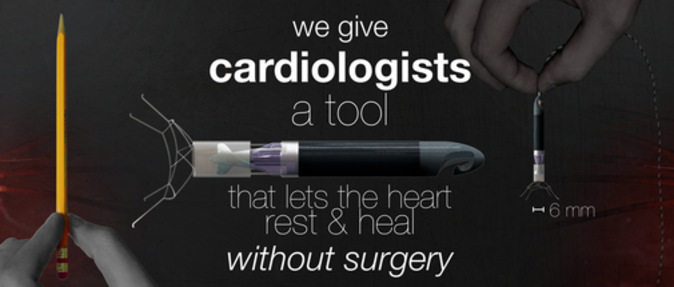 we give
cardiologists
a tool
that lets the heart
rest & heal
without surgery
6 mm